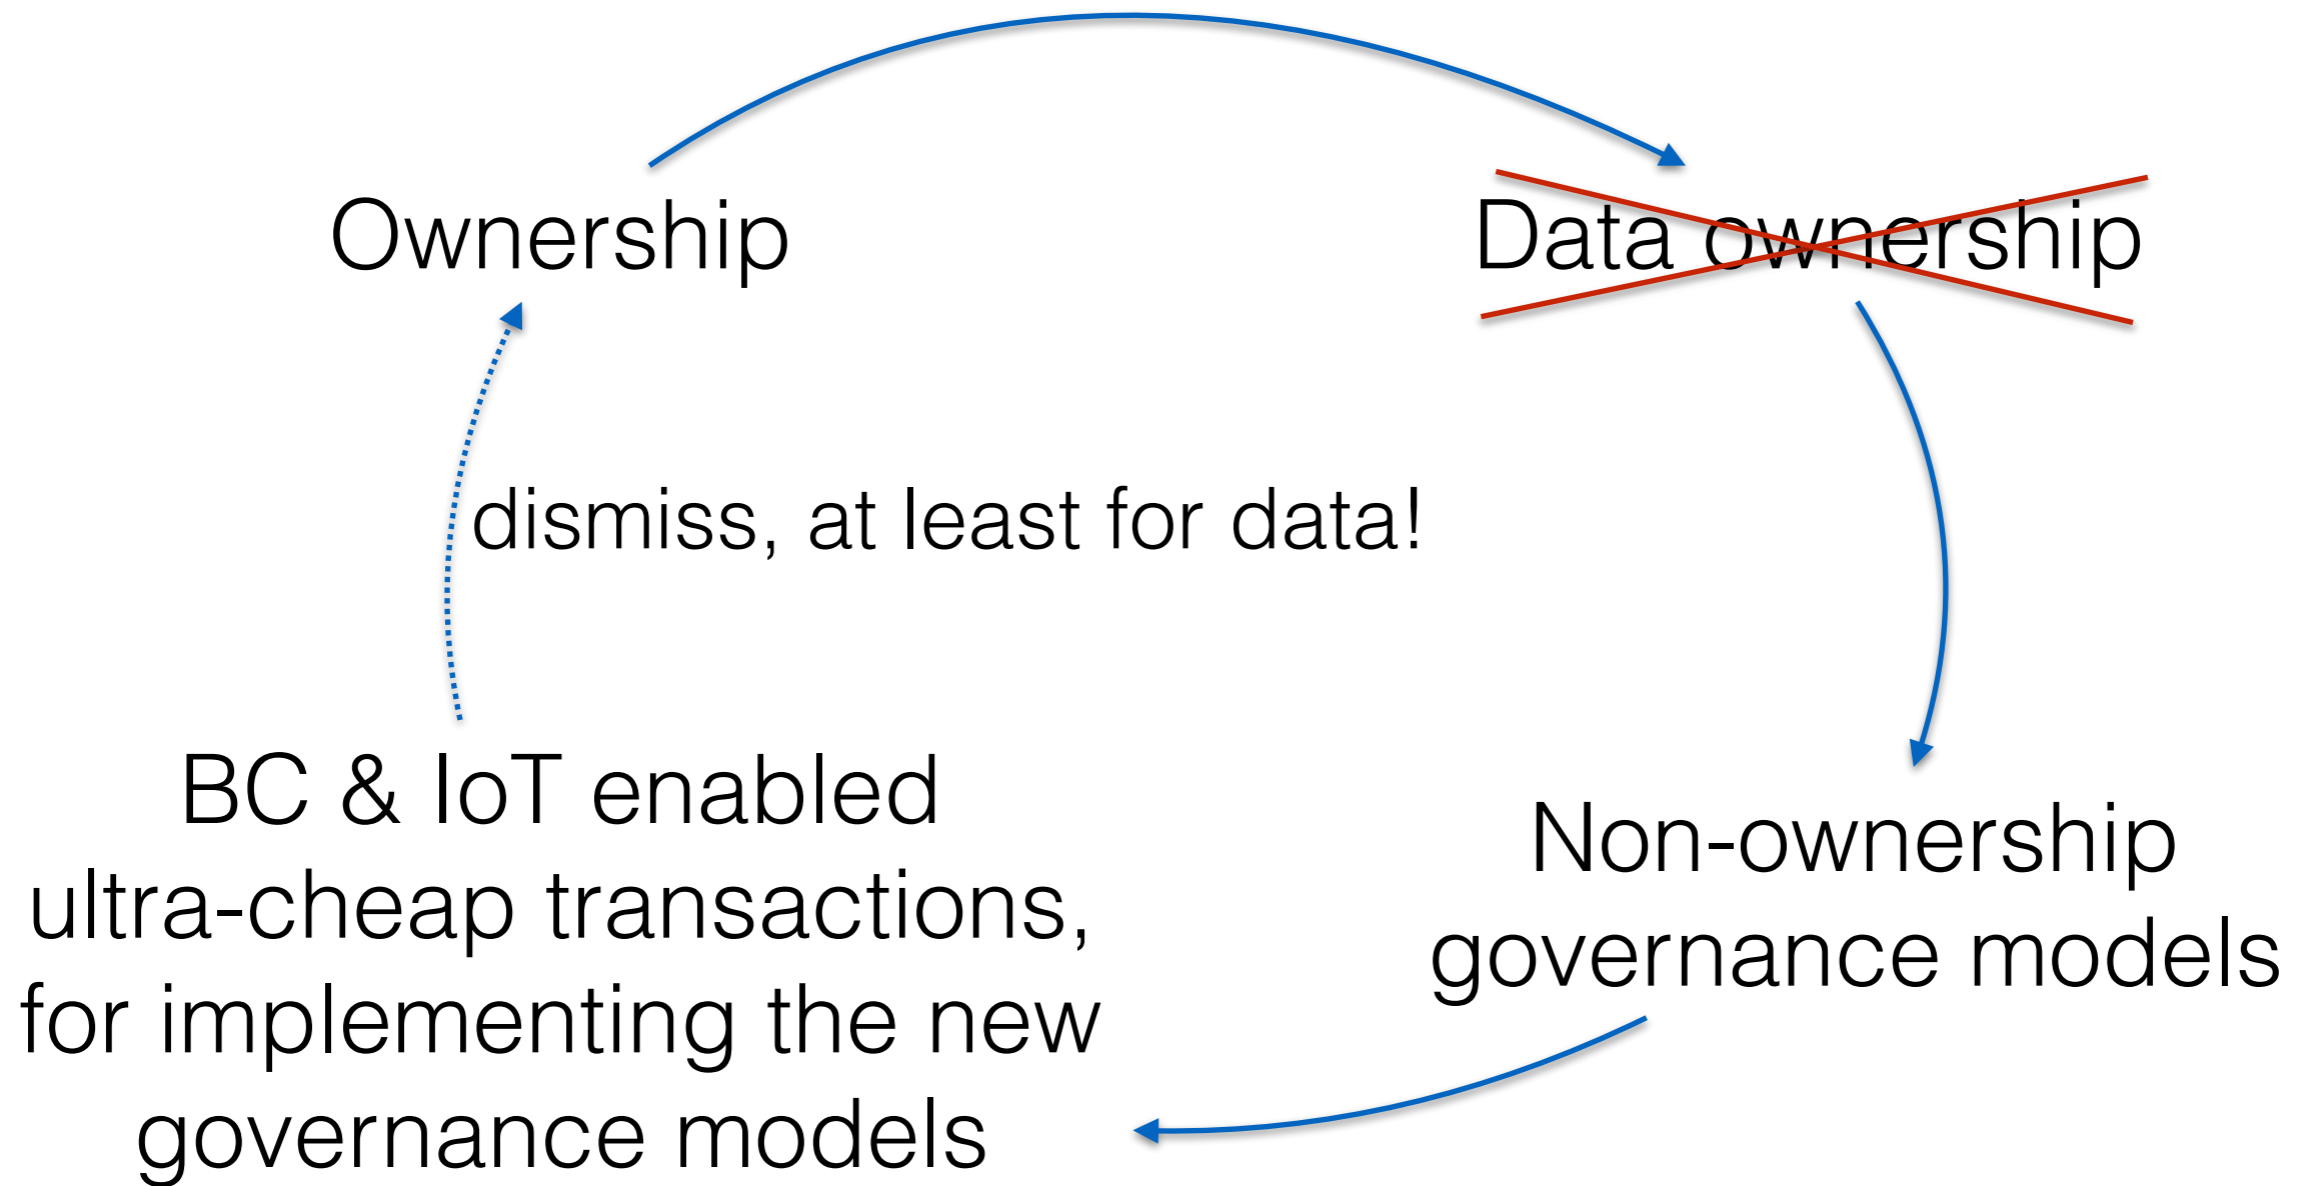 Ownership
Data ownership
dismiss, at least for data!
BC & IoT enabled
ultra-cheap transactions,
for implementing the new
governance models
Non-ownership
governance models